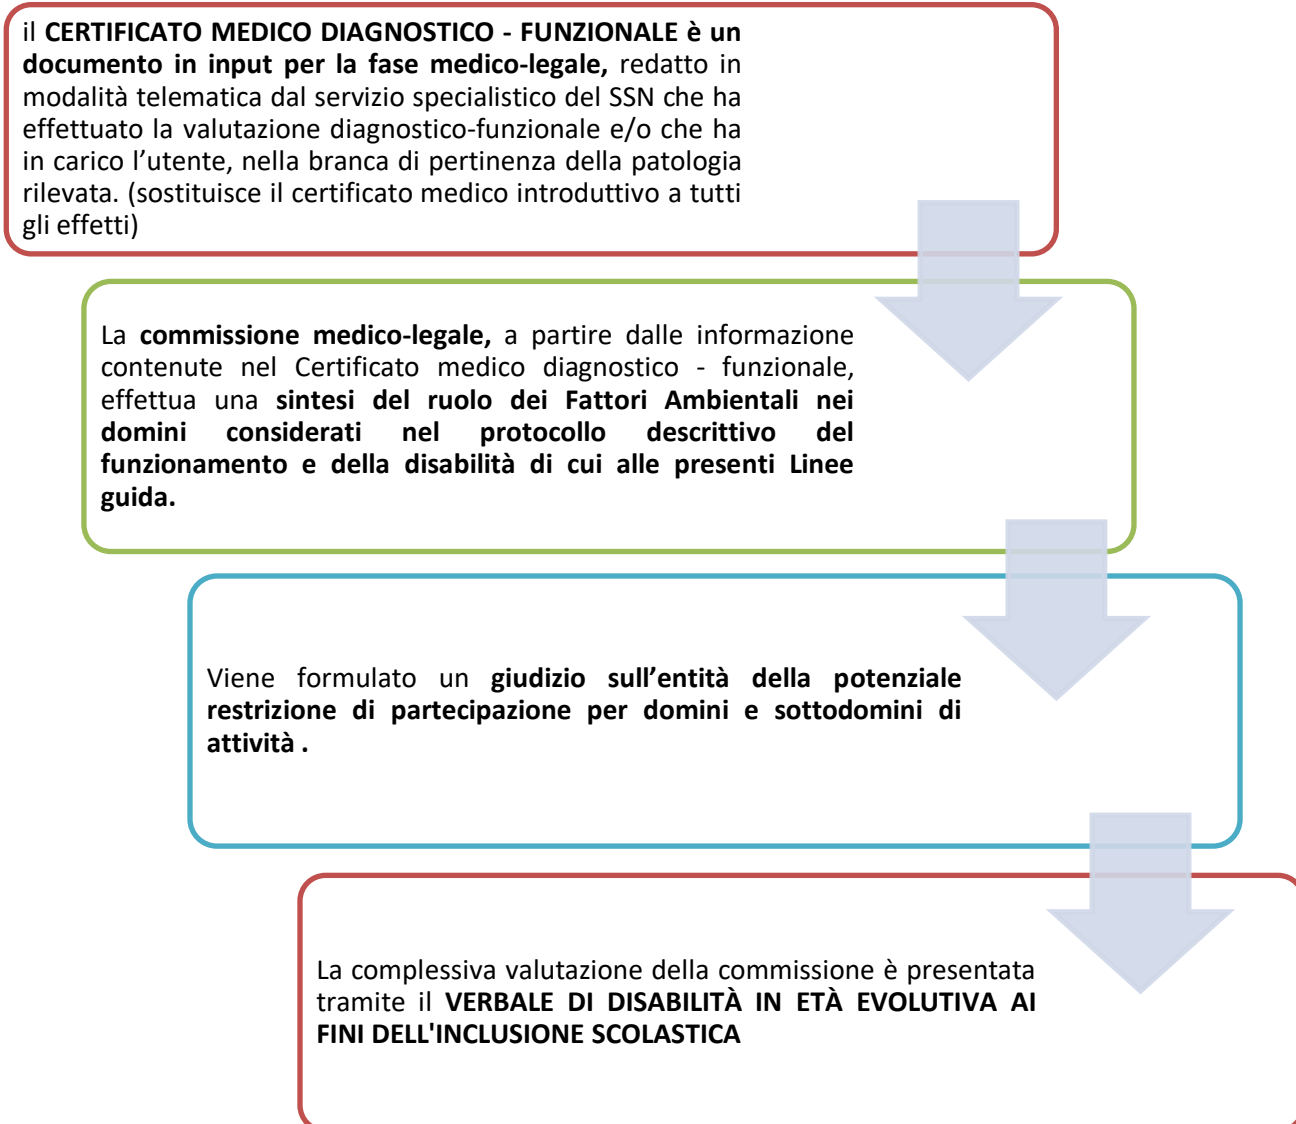 il CERTIFICATO MEDICO DIAGNOSTICO - FUNZIONALE è un
documento in input per la fase medico-legale, redatto in
modalità telematica dal servizio specialistico del SSN che ha
effettuato la valutazione diagnostico-funzionale e/o che ha
in carico l’utente, nella branca di pertinenza della patologia
rilevata. (sostituisce il certificato medico introduttivo a tutti
gli effetti)
La commissione medico-legale, a partire dalle informazione
contenute nel Certificato medico diagnostico - funzionale,
effettua una sintesi del ruolo dei Fattori Ambientali nei
domini considerati nel protocollo descrittivo del
funzionamento e della disabilità di cui alle presenti Linee
guida.
Viene formulato un giudizio sull’entità della potenziale
restrizione di partecipazione per domini e sottodomini di
attività .
La complessiva valutazione della commissione è presentata
tramite il VERBALE DI DISABILITÀ IN ETÀ EVOLUTIVA AI
FINI DELL'INCLUSIONE SCOLASTICA